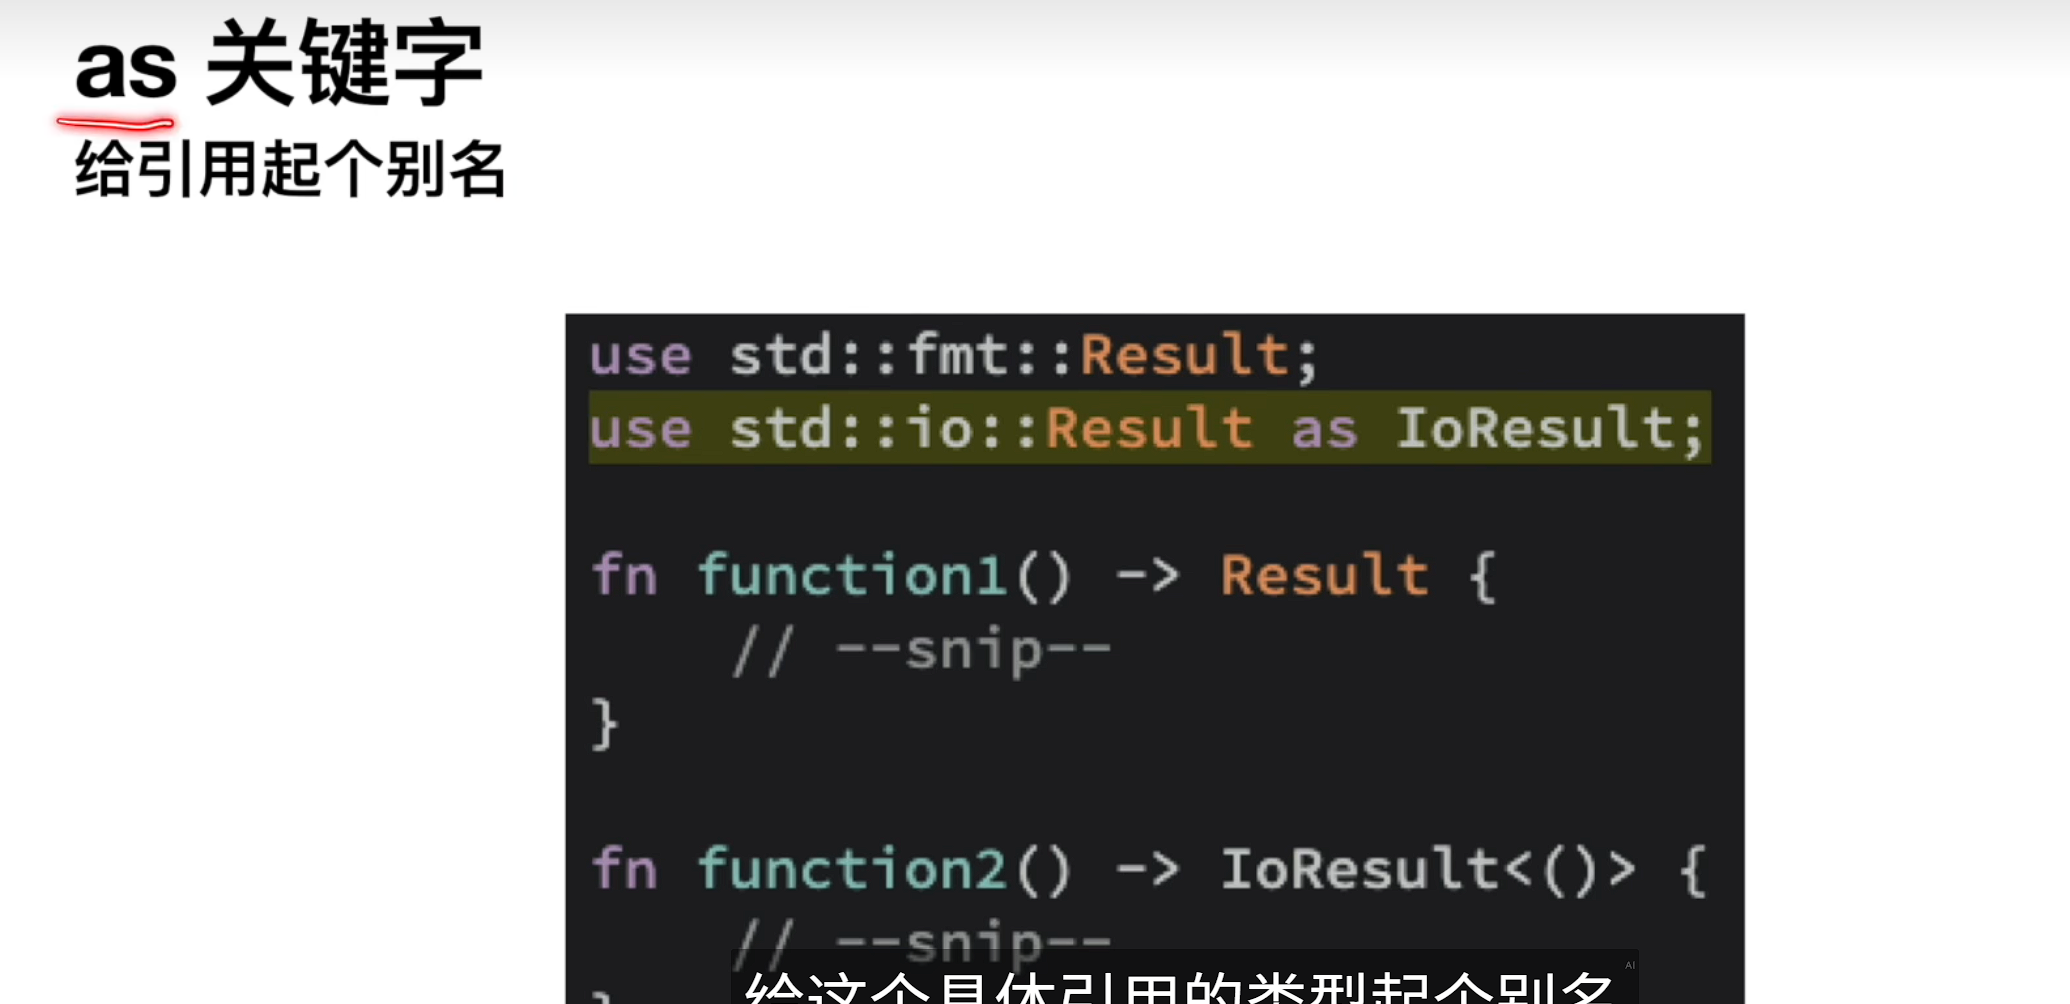 as 关键字
给引用起个别名
use std::fmt::Result;
use std::io::Result as IoResult;
fn function1() -> Result {
// --snip--
}
fn function2() -> IoResult<()> {
// --snip--
}
AI
给这个具体引用的类型起个别名